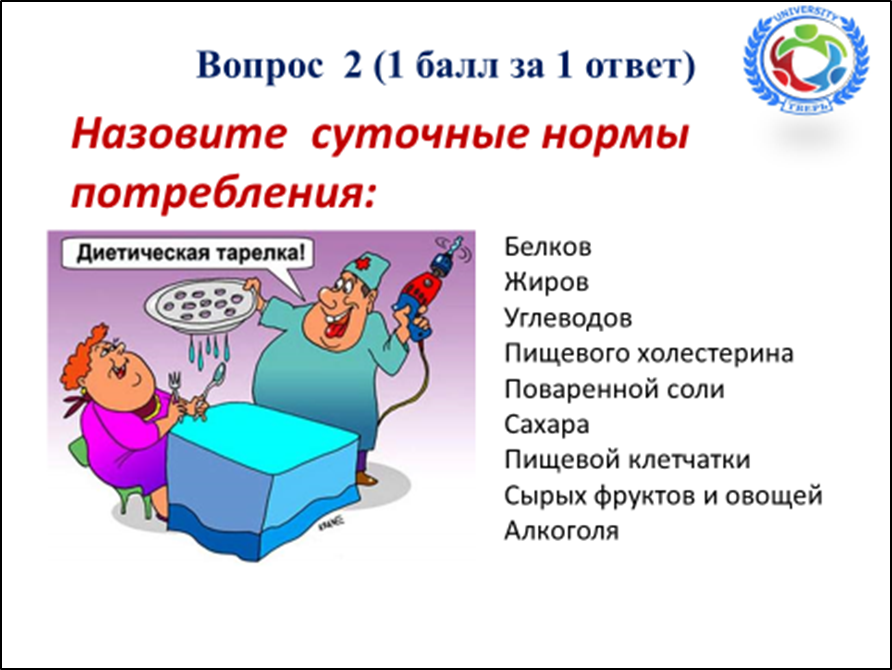 UNIVERSITY
ТВЕРЬ
Вопрос 2 (1 балл за 1 ответ)
Назовите суточные нормы
потребления:
Диетическая тарелка!
Белков
Жиров
Углеводов
Пищевого холестерина
Поваренной соли
Сахара
Пищевой клетчатки
Сырых фруктов и овощей
Алкоголя